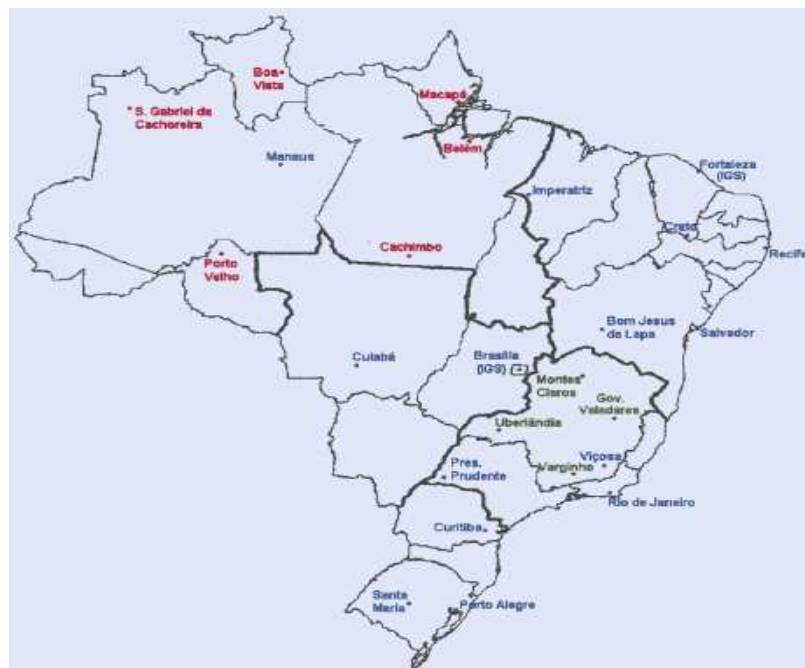 Boa
Vista
Macapá
S. Gabriel da
Cachoreira
Belém
Manaus
Fortaleza
(IGS)
Imperatriz
Crato
Cachimbo
Recife
Porto
Velho
Bom Jesus
da Lapa
Salvador
Cuiabá
Brasília
(IGS)
Montes
Claros
Gov.
Valadares
Uberlândia
Viçosa
Pres.
Prudente
Varginha
Rio de Janeiro
Curitiba
Santa
Maria
Porto Alegre